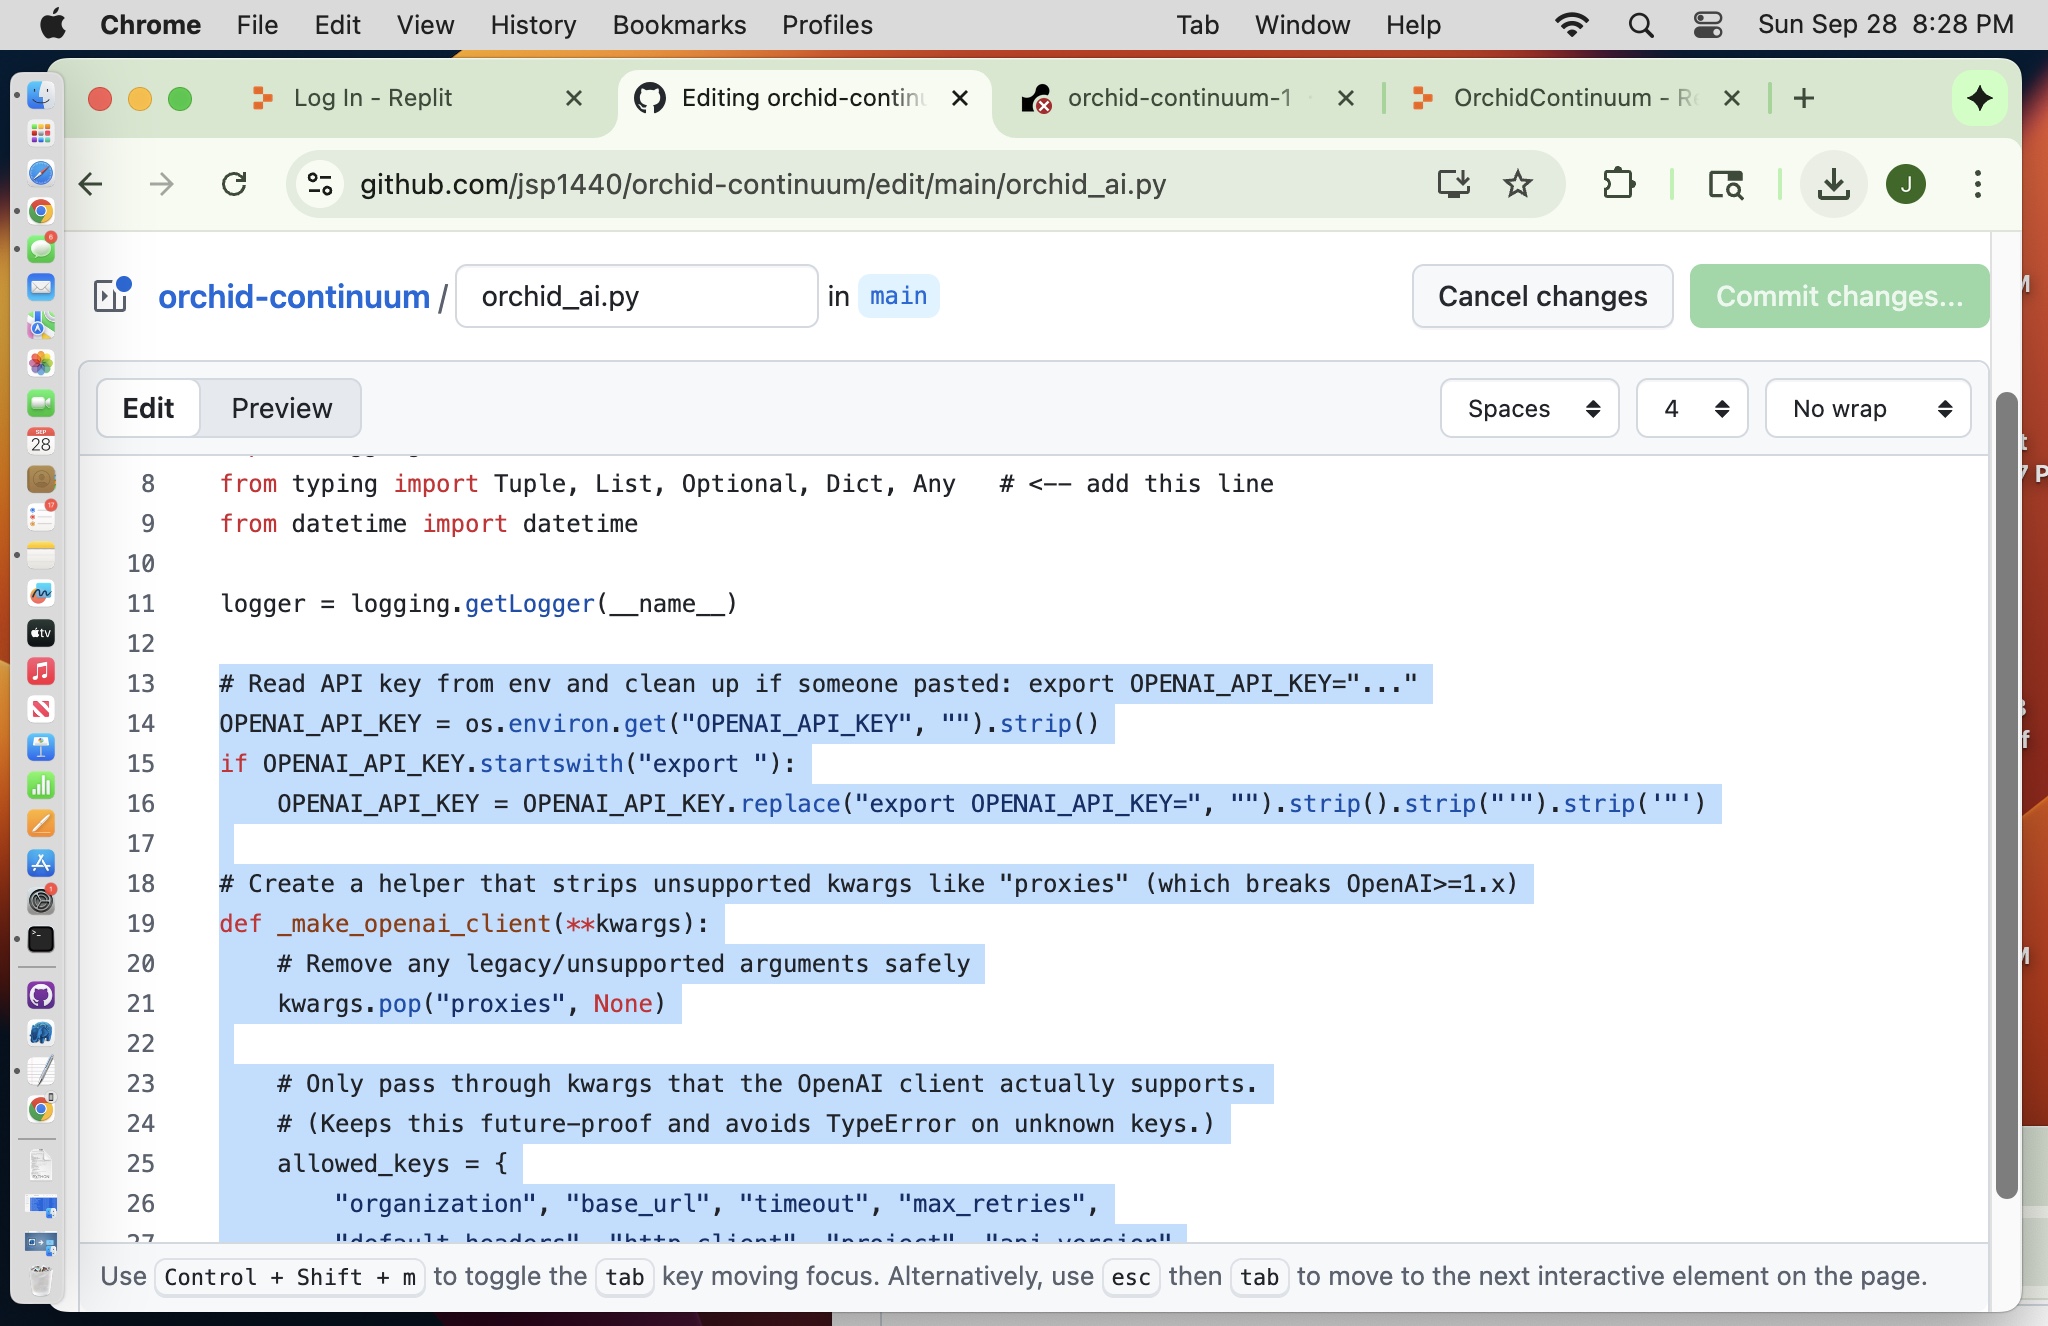 Chrome File Edit View History Bookmarks Profiles Tab Window Help Sun Sep 28 8:28 PM
Log In - Replit
Editing orchid-continu
orchid-continuum-1
OrchidContinuum - Re
github.com/jsp1440/orchid-continuum/edit/main/orchid_ai.py
J
orchid-continuum / orchid_ai.py in main
Cancel changes
Commit changes...
Edit Preview
Spaces 4 No wrap
8 from typing import Tuple, List, Optional, Dict, Any # <-- add this line
9 from datetime import datetime
10
11 logger = logging.getLogger(__name__)
12
13 # Read API key from env and clean up if someone pasted: export OPENAI_API_KEY="..."
14 OPENAI_API_KEY = os.environ.get("OPENAI_API_KEY", "").strip()
15 if OPENAI_API_KEY.startswith("export "):
16     OPENAI_API_KEY = OPENAI_API_KEY.replace("export OPENAI_API_KEY=", "").strip().strip("'").strip('"')
17
18 # Create a helper that strips unsupported kwargs like "proxies" (which breaks OpenAI>=1.x)
19 def _make_openai_client(**kwargs):
20     # Remove any legacy/unsupported arguments safely
21     kwargs.pop("proxies", None)
22
23     # Only pass through kwargs that the OpenAI client actually supports.
24     # (Keeps this future-proof and avoids TypeError on unknown keys.)
25     allowed_keys = {
26         "organization", "base_url", "timeout", "max_retries",
27         "default_headers", "http_client", "project", "api_version"
Use Control + Shift + m to toggle the tab key moving focus. Alternatively, use esc then tab to move to the next interactive element on the page.
SEP
28
tv
17